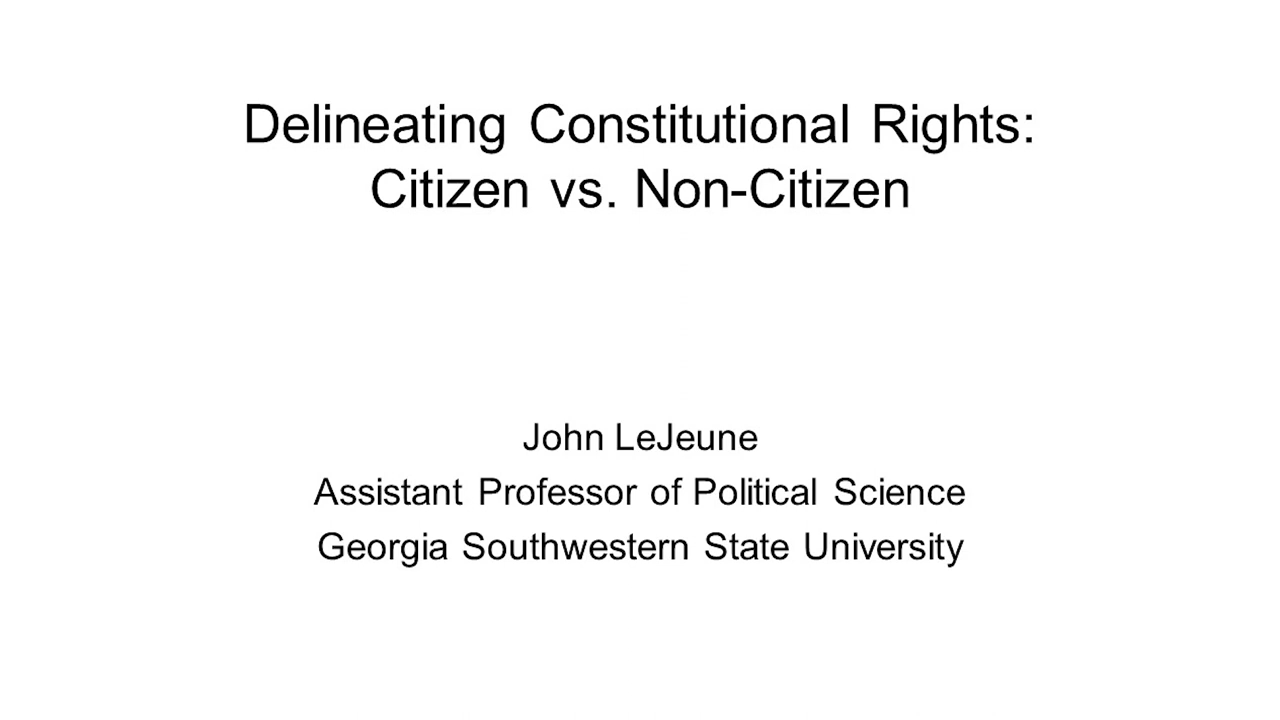 Delineating Constitutional Rights:
Citizen vs. Non-Citizen
John LeJeune
Assistant Professor of Political Science
Georgia Southwestern State University